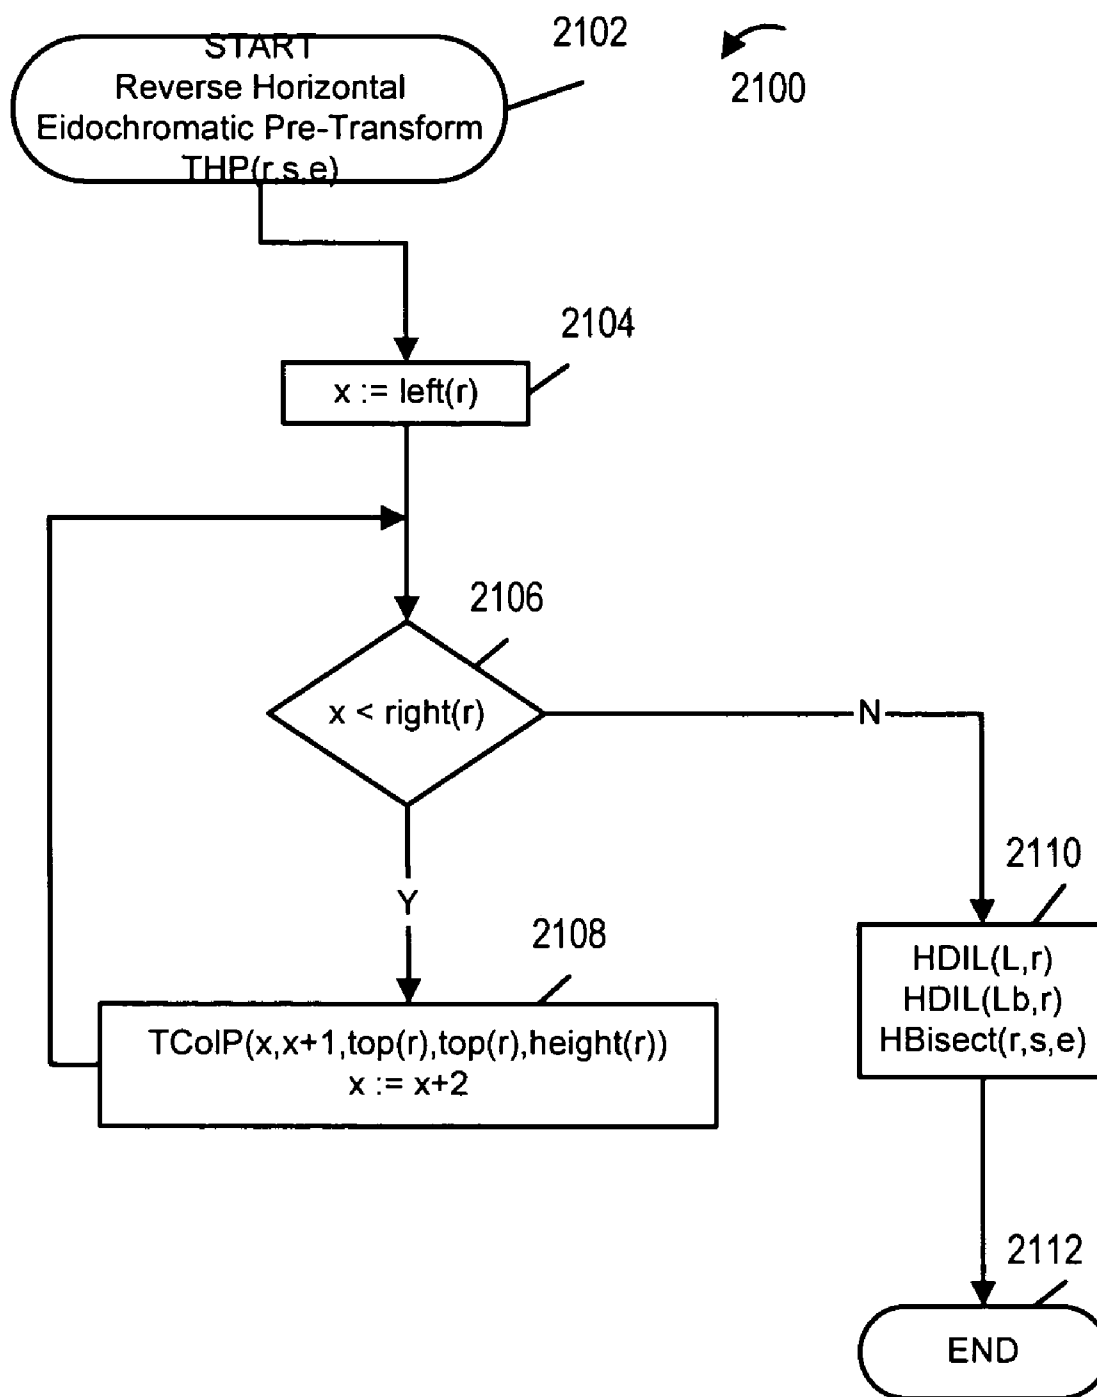 START
Reverse Horizontal
Eidochromatic Pre-Transform
THP(r,s,e)
2102
2100
2104
x := left(r)
2106
x < right(r)
N
Y
2108
TColP(x,x+1,top(r),top(r),height(r))
x := x+2
2110
HDIL(L,r)
HDIL(Lb,r)
HBisect(r,s,e)
2112
END